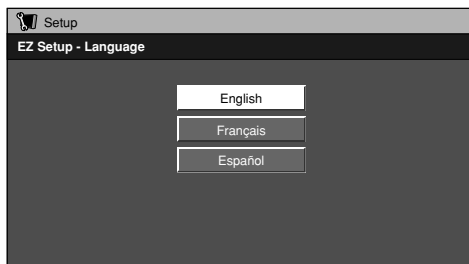 Setup
EZ Setup - Language
English
Français
Español